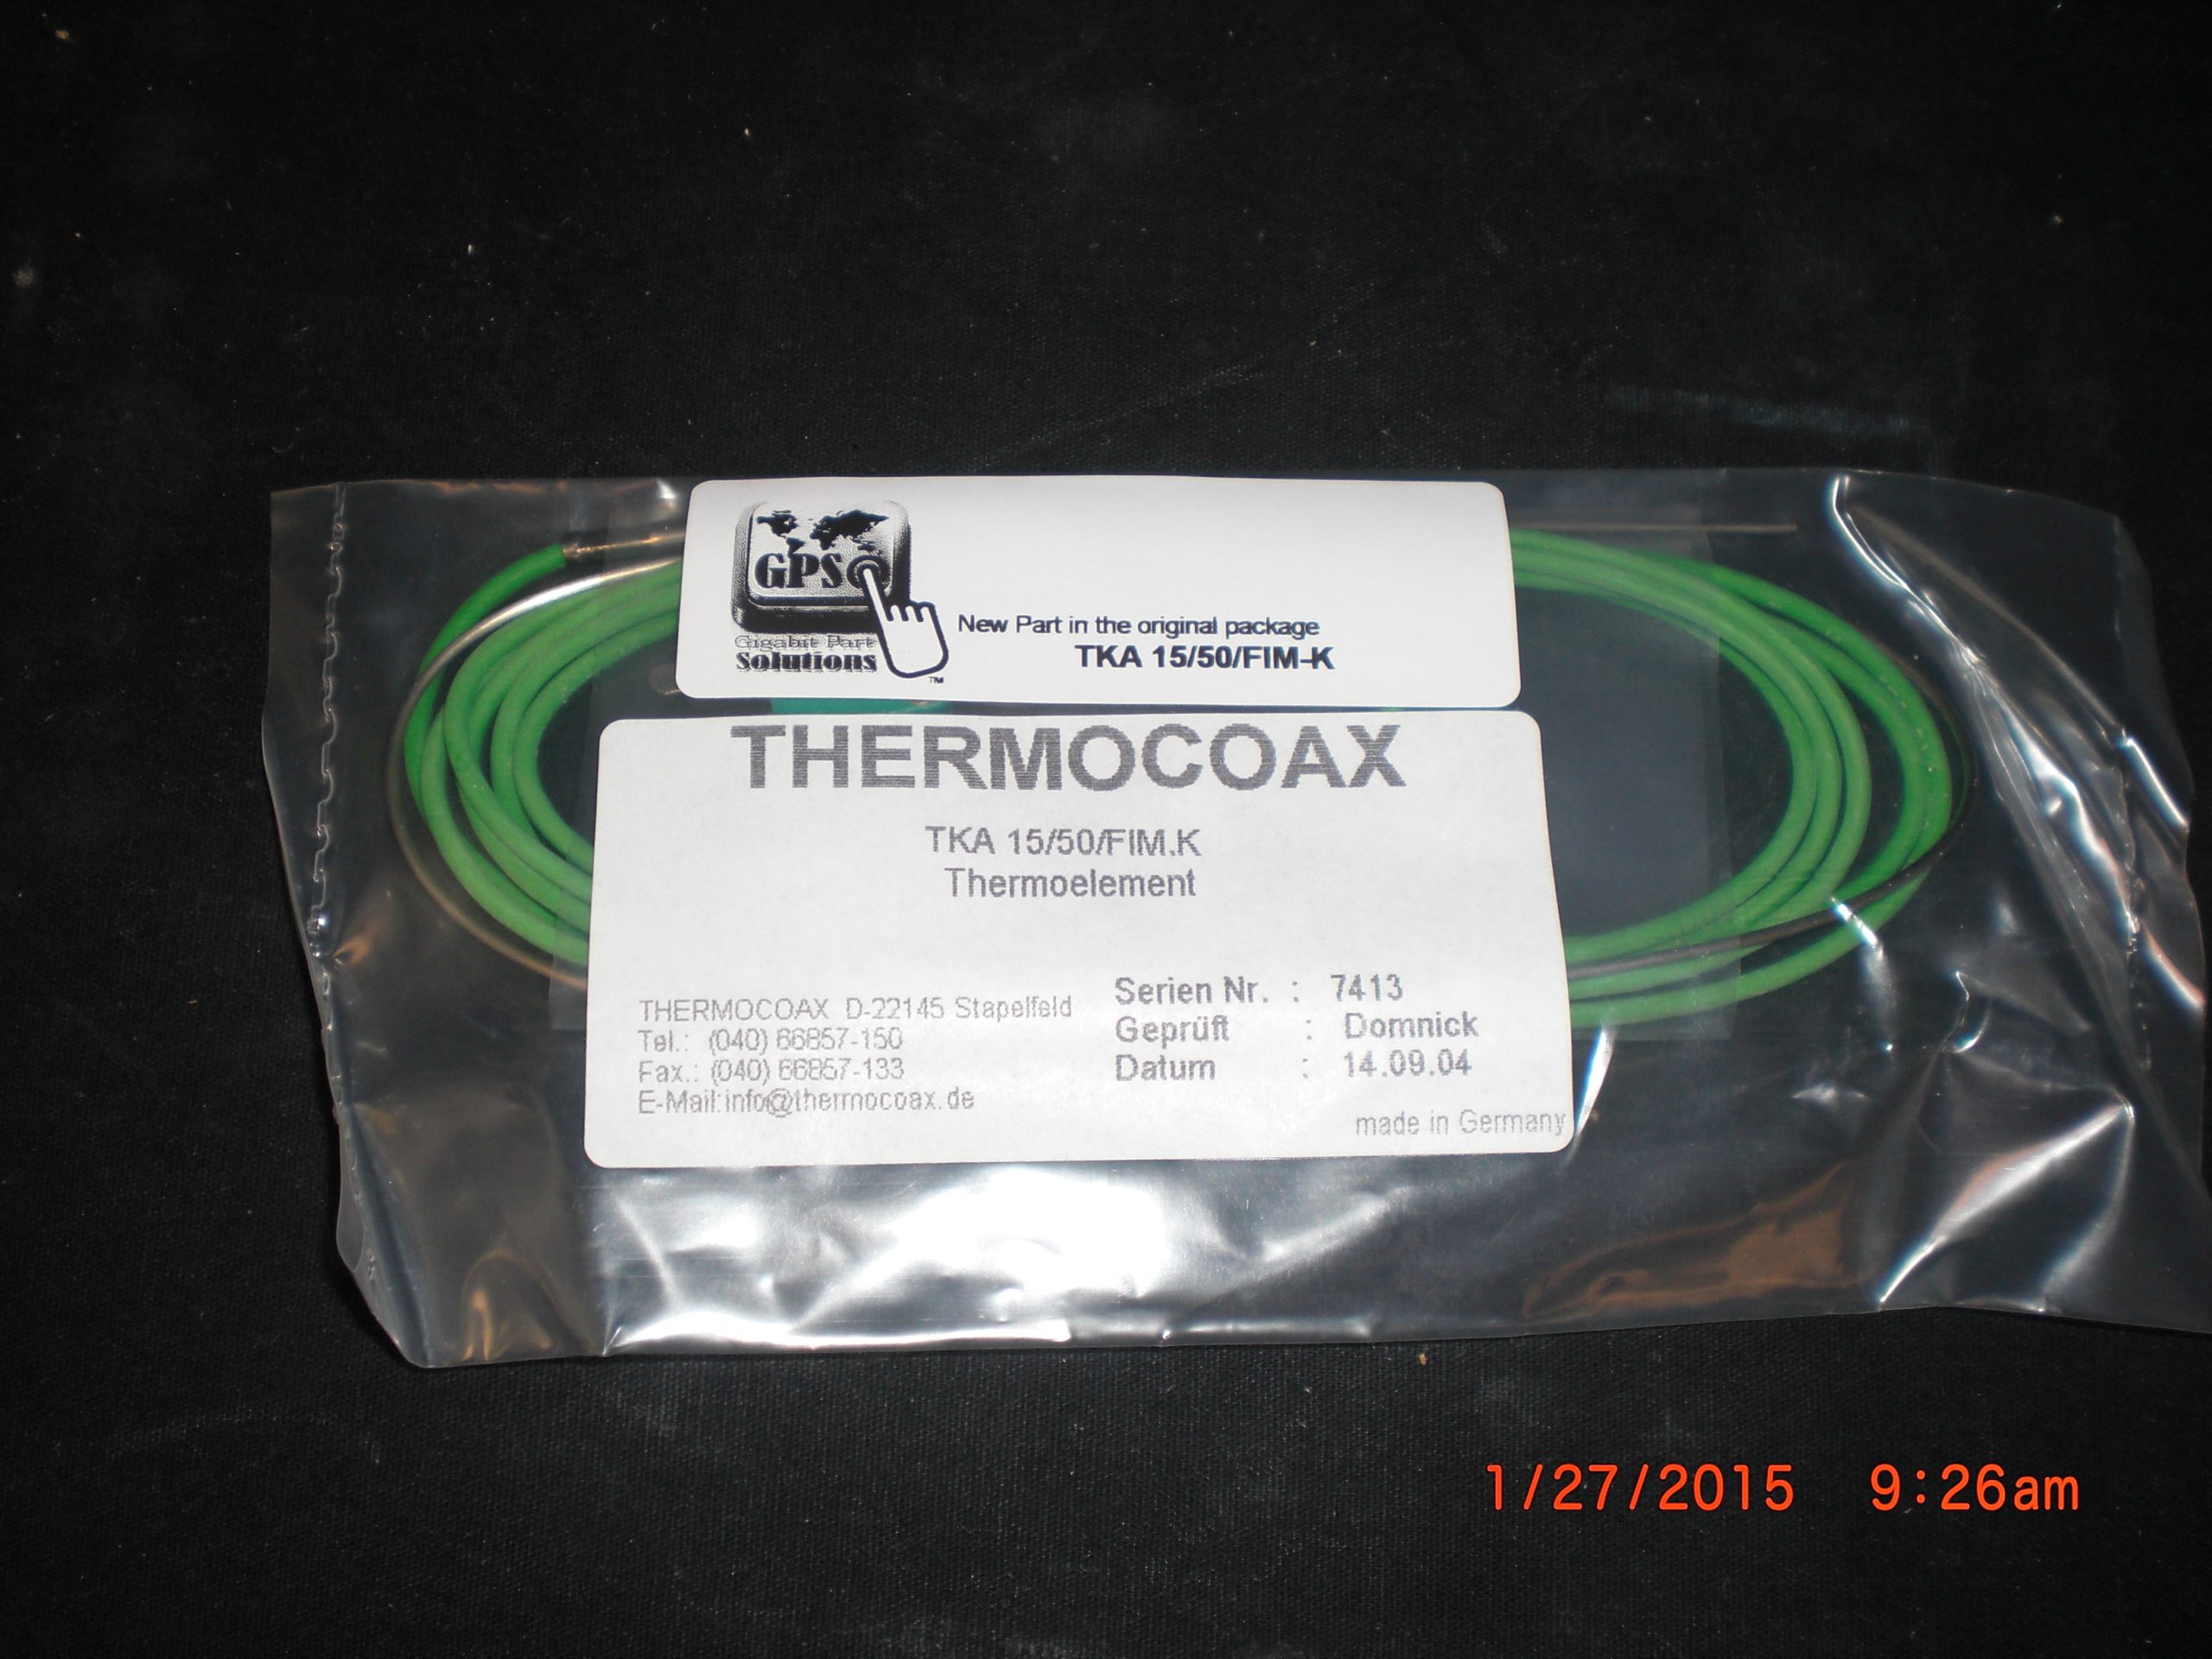 GPS
Gigabit Part
Solutions
TM
New Part in the original package
TKA 15/50/FIM-K
THERMOCOAX
TKA 15/50/FIM.K
Thermoelement
THERMOCOAX D-22145 Stapelfeld
Tel.: (040) 66857-150
Fax.: (040) 66857-133
E-Mail:info@thermocoax.de
Serien Nr. : 7413
Geprüft : Domnick
Datum : 14.09.04
made in Germany
1/27/2015 9:26am